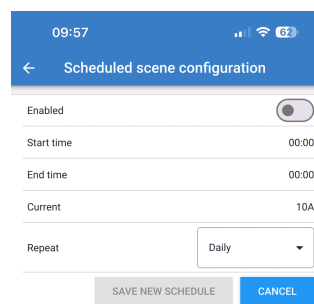 09:57
62
Scheduled scene configuration
Enabled
Start time 00:00
End time 00:00
Current 10A
Repeat Daily
SAVE NEW SCHEDULE CANCEL